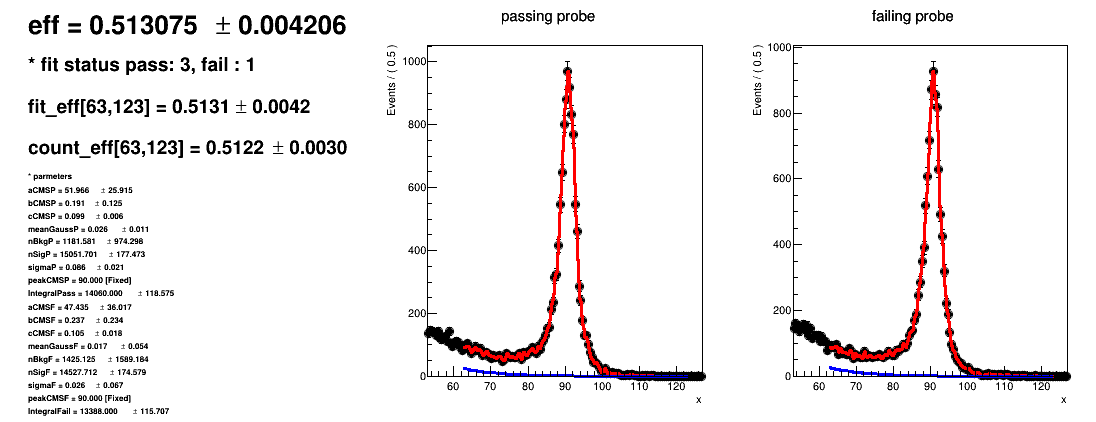 eff = 0.513075 ± 0.004206
* fit status pass: 3, fail : 1
fit_eff[63,123] = 0.5131 ± 0.0042
count_eff[63,123] = 0.5122 ± 0.0030
* parmeters
aCMSP = 51.966 ± 25.915
bCMSP = 0.191 ± 0.125
cCMSP = 0.099 ± 0.006
meanGaussP = 0.026 ± 0.011
nBkgP = 1181.581 ± 974.298
nSigP = 15051.701 ± 177.473
sigmaP = 0.086 ± 0.021
peakCMSP = 90.000 [Fixed]
IntegralPass = 14060.000 ± 118.575
aCMSF = 47.435 ± 36.017
bCMSF = 0.237 ± 0.234
cCMSF = 0.105 ± 0.018
meanGaussF = 0.017 ± 0.054
nBkgF = 1425.125 ± 1589.184
nSigF = 14527.712 ± 174.579
sigmaF = 0.026 ± 0.067
peakCMSF = 90.000 [Fixed]
IntegralFail = 13388.000 ± 115.707
passing probe
Events / ( 0.5 )
1000
800
600
400
200
0
60 70 80 90 100 110 120
x
failing probe
Events / ( 0.5 )
1000
800
600
400
200
0
60 70 80 90 100 110 120
x